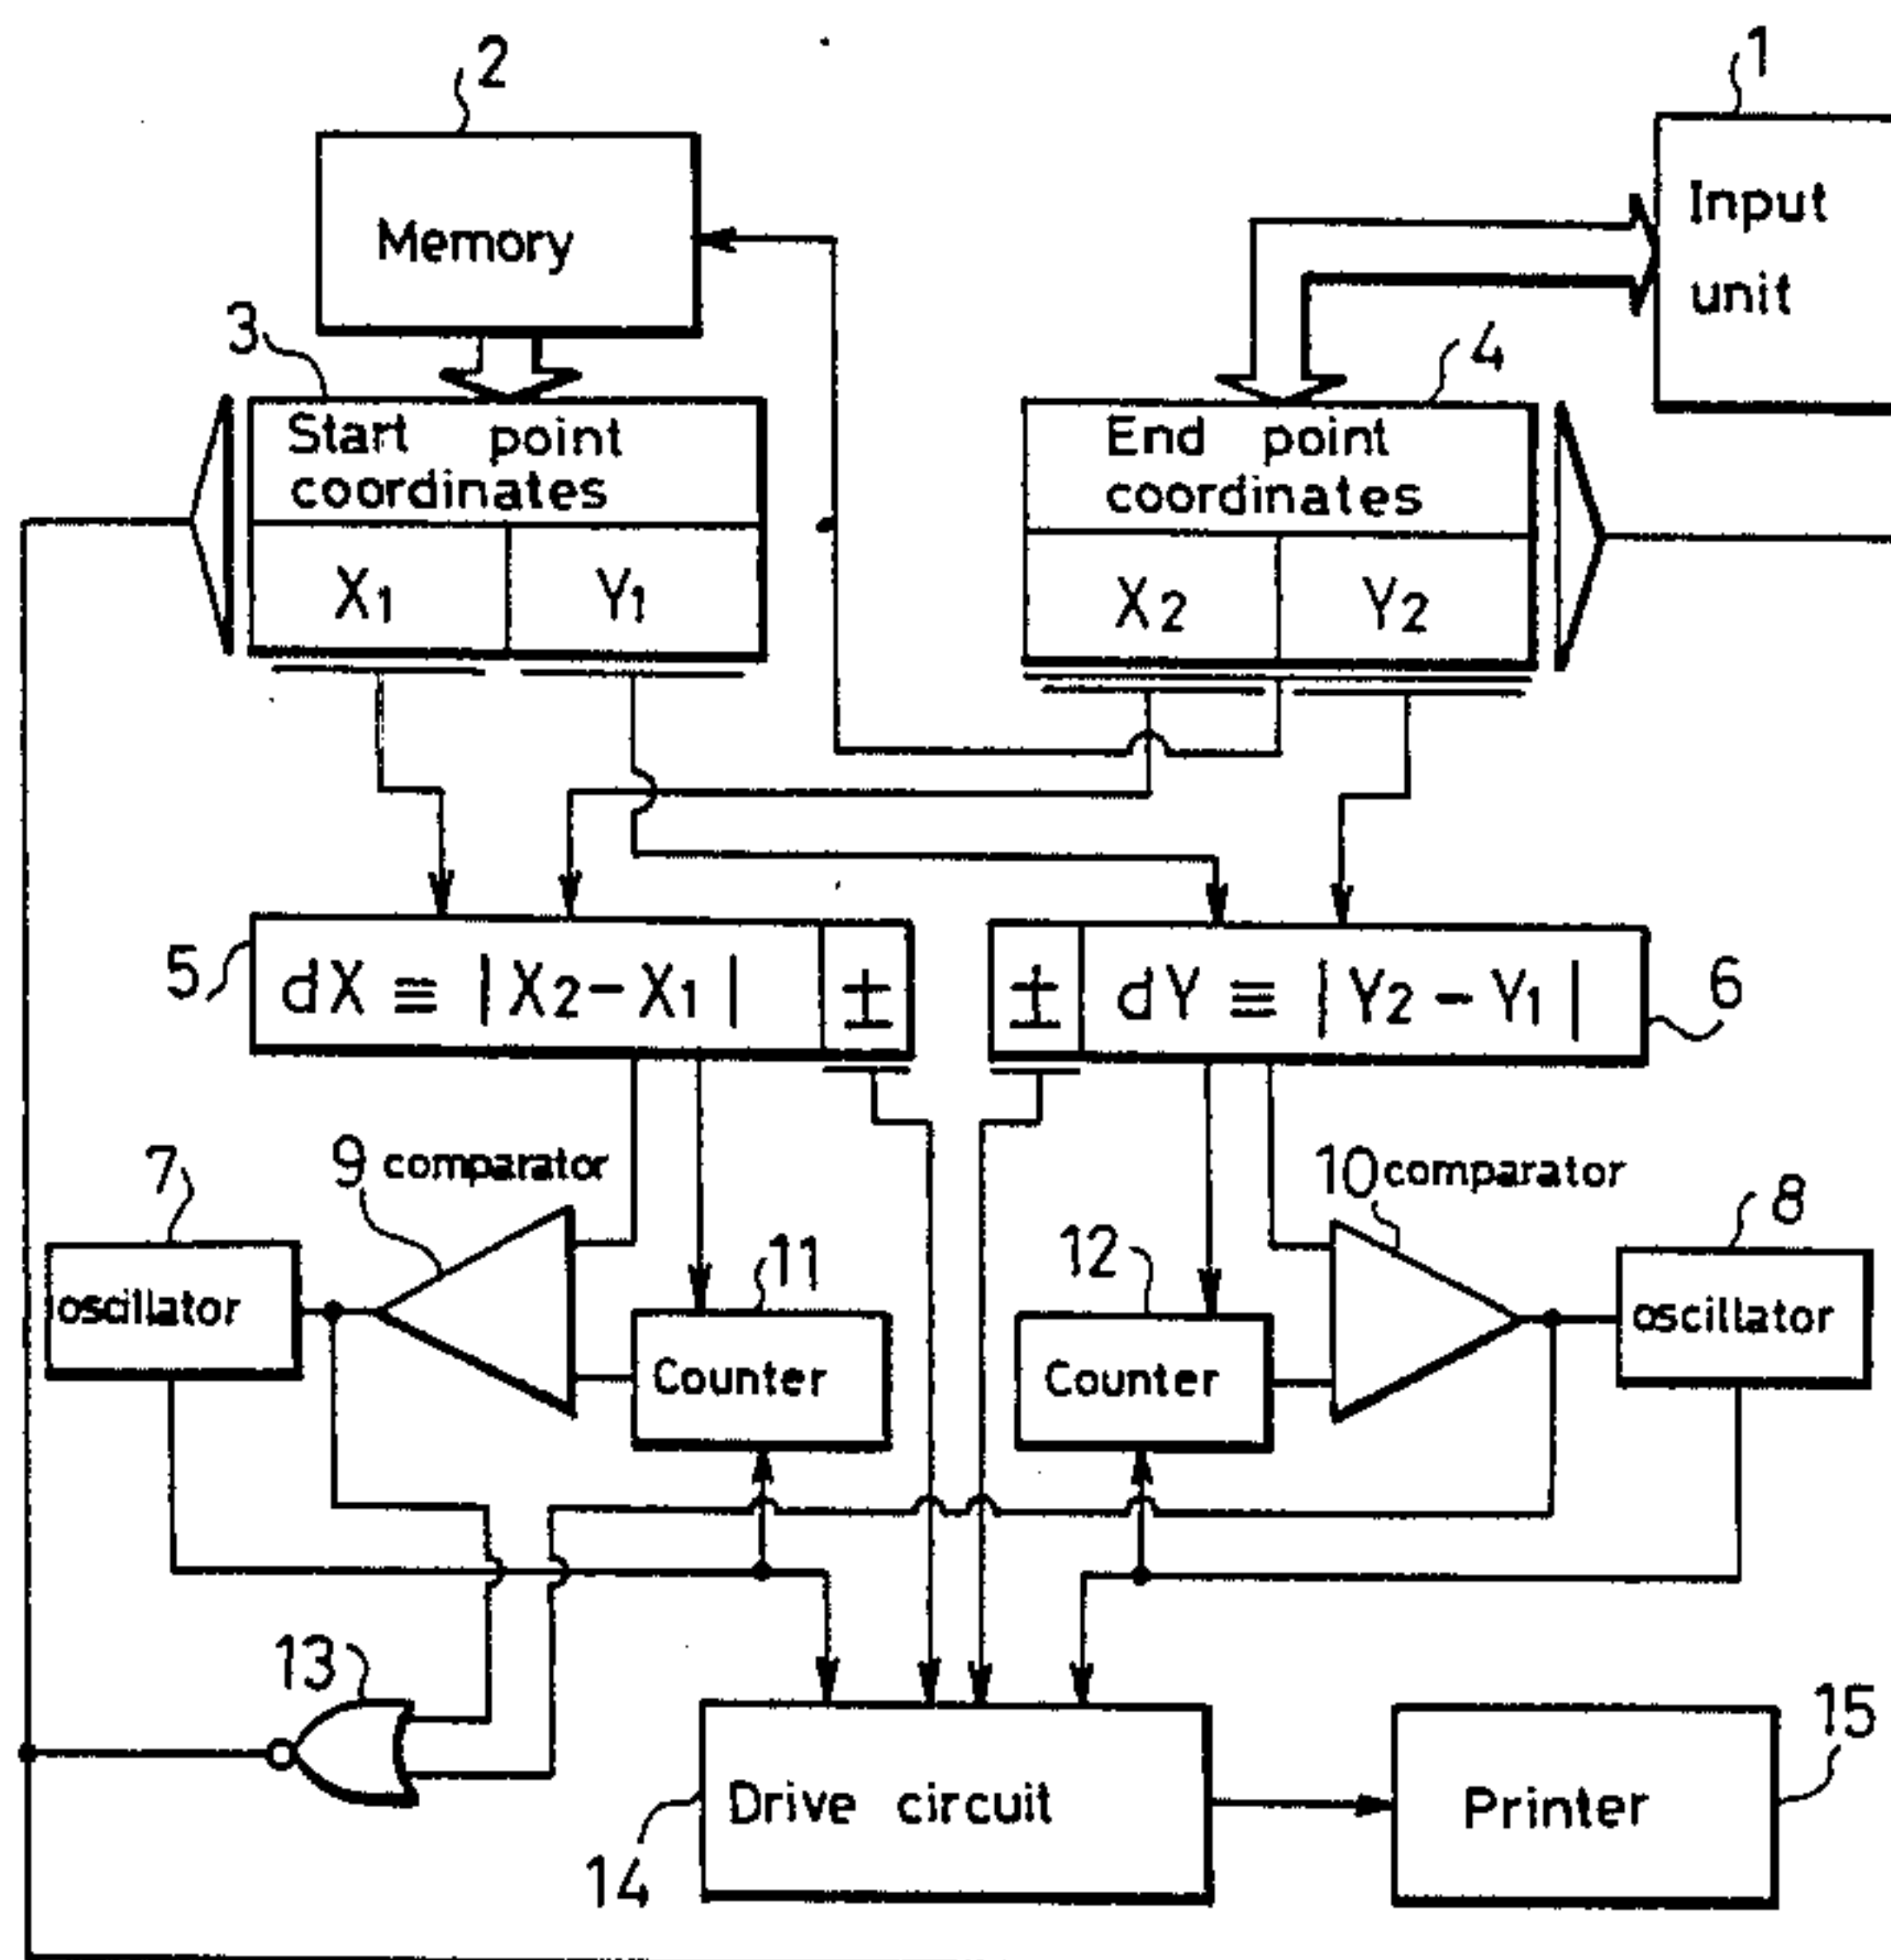 2
1
Memory
Input
unit
3
4
Start point
coordinates
X1 Y1
End point
coordinates
X2 Y2
5
dX ≡ | X2 - X1 | ±
± dY ≡ | Y2 - Y1 |
6
7
9 comparator
10 comparator
8
oscillator
11
12
oscillator
Counter
Counter
13
14
Drive circuit
Printer
15